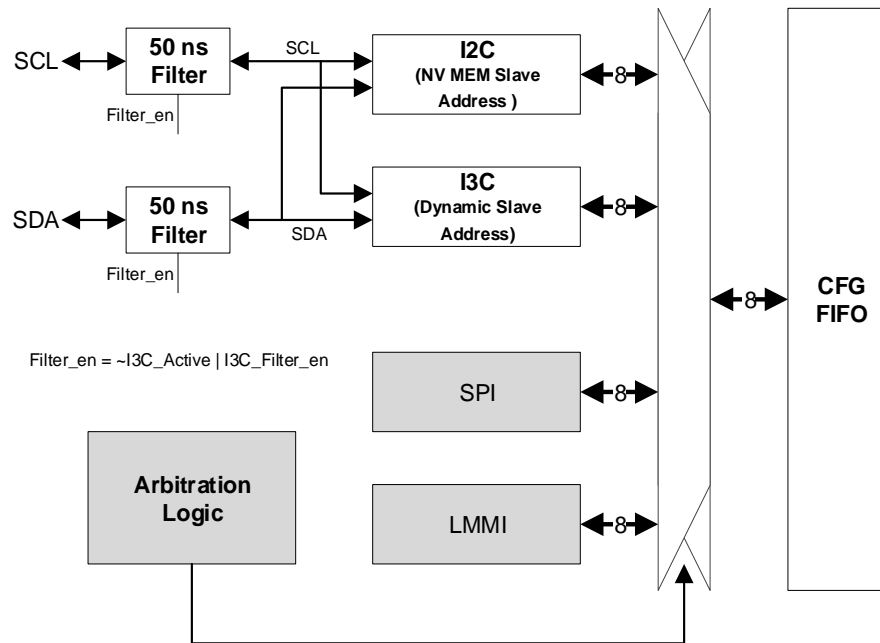 SCL
50 ns
Filter
Filter_en
SCL
I2C
(NV MEM Slave
Address )
8
SDA
50 ns
Filter
Filter_en
SDA
I3C
(Dynamic Slave
Address)
8
8
CFG
FIFO
Filter_en = ~I3C_Active | I3C_Filter_en
SPI
8
Arbitration
Logic
LMMI
8